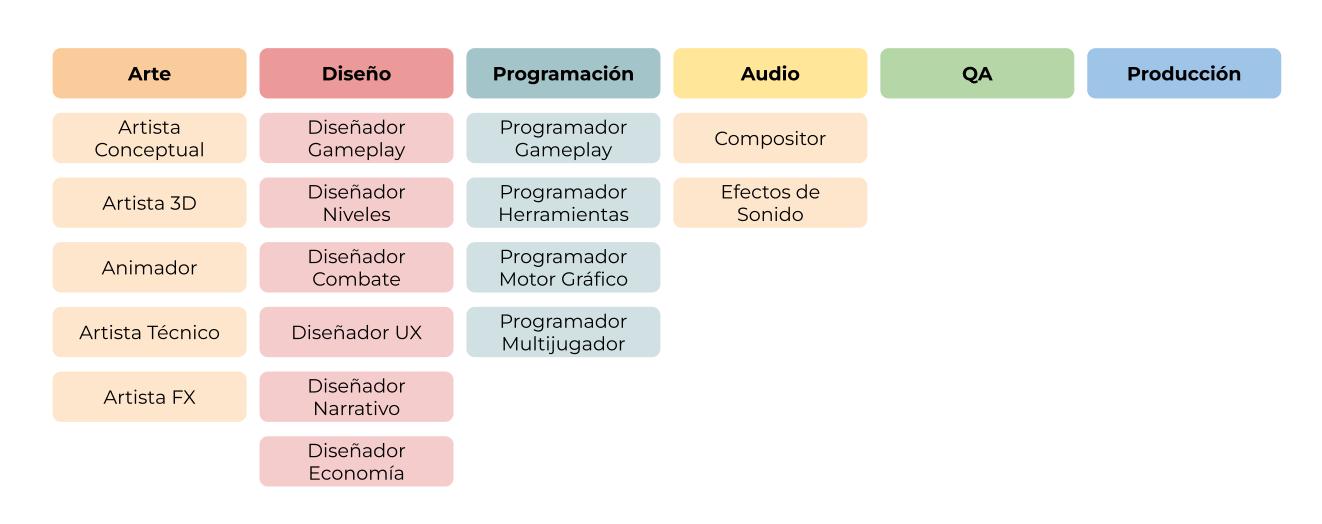 Arte
Diseño
Programación
Audio
QA
Producción
Artista
Conceptual
Diseñador
Gameplay
Programador
Gameplay
Compositor
Artista 3D
Diseñador
Niveles
Programador
Herramientas
Efectos de
Sonido
Animador
Diseñador
Combate
Programador
Motor Gráfico
Artista Técnico
Diseñador UX
Programador
Multijugador
Artista FX
Diseñador
Narrativo
Diseñador
Economía